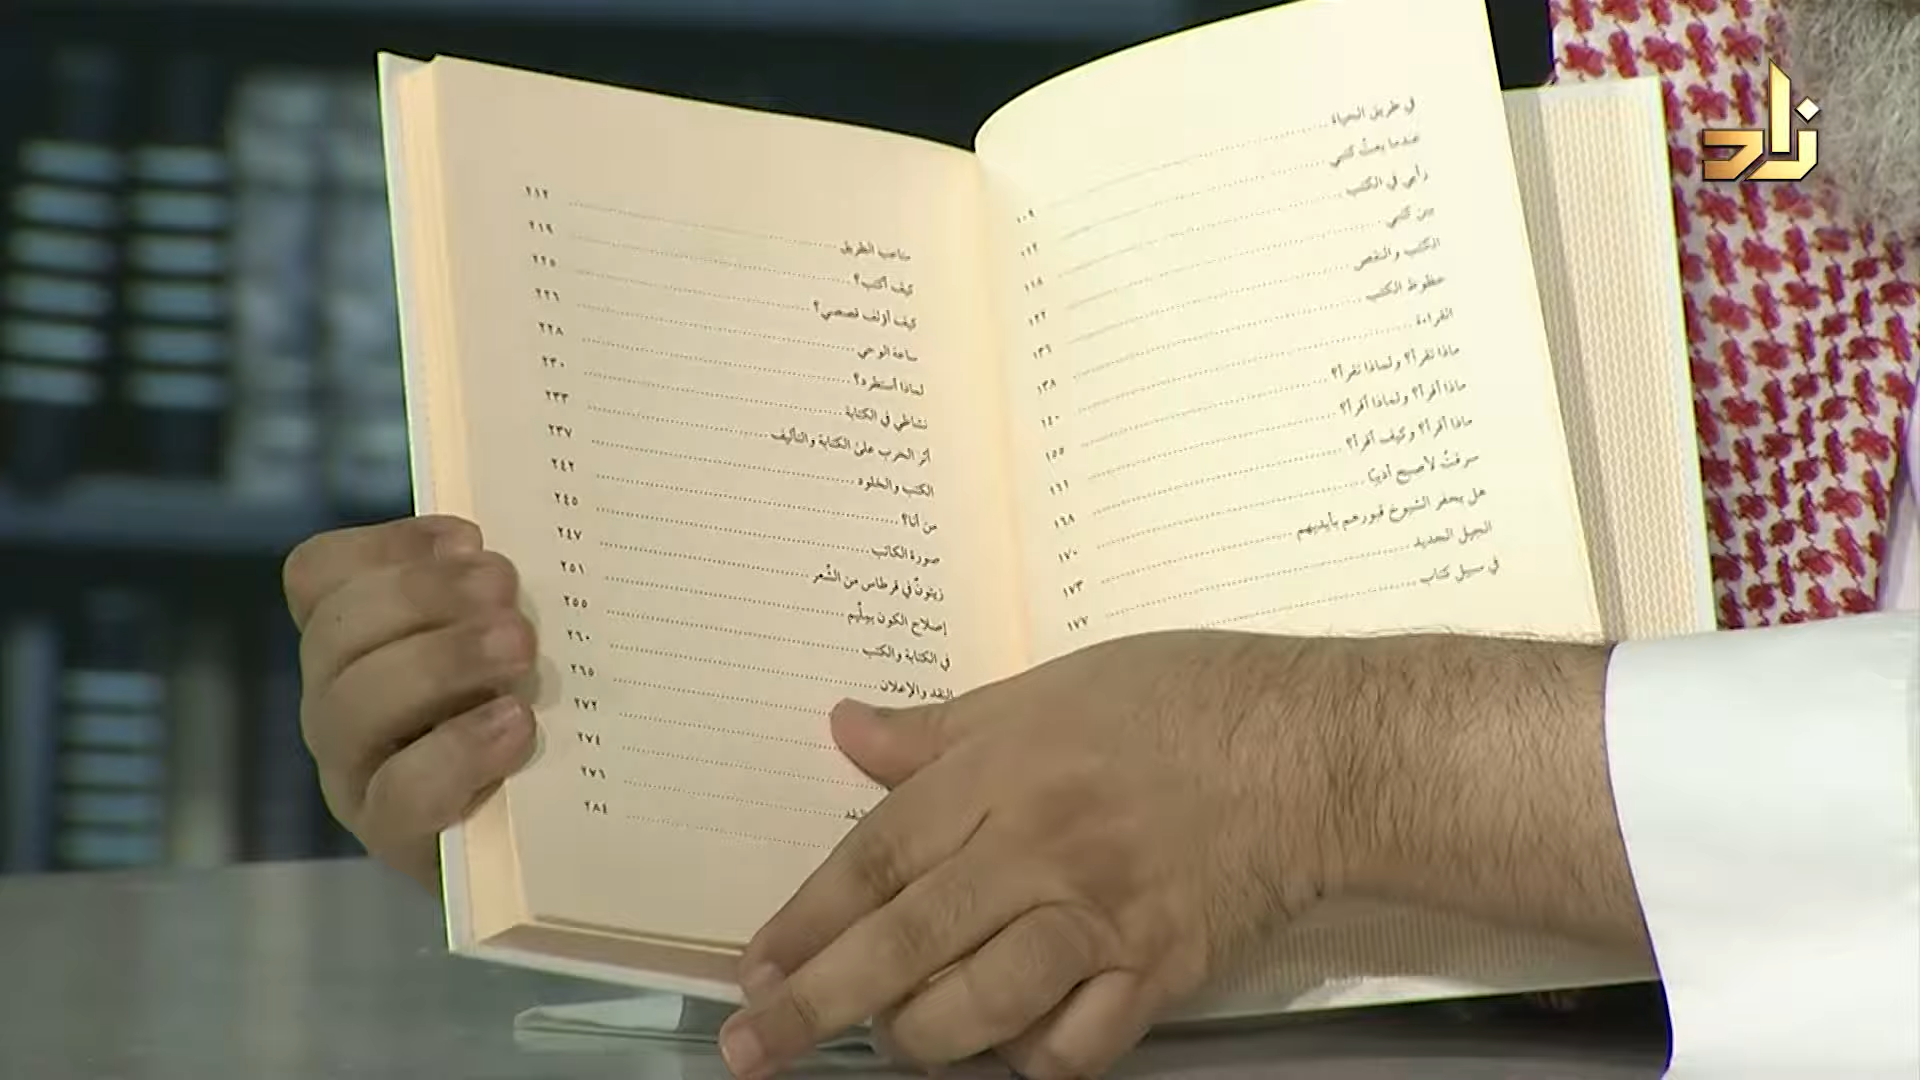 زاد
في طريق الحياة ١٠٩
عندما بعتُ كتبي ١١٢
رأي في الكتب ١١٨
بين كتبي ١٢٢
الكتب والنقص ١٣٦
حظوظ الكتب ١٣٨
القراءة ١٤٠
ماذا نقرأ؟ ولماذا نقرأ؟ ١٥٥
ماذا أقرأ؟ ولماذا أقرأ؟ ١٦١
ماذا أقرأ؟ وكيف أقرأ؟ ١٦٨
سرقتُ لأصبح أديبًا ١٧٠
هل يحفر الشيوخ قبورهم بأيديهم ١٧٣
الجيل الجديد ١٧٧
في سبيل كتاب
صاحب الطريق ٢١٢
كيف أكتب؟ ٢١٩
كيف أؤلف قصصي؟ ٢٢٥
ساعة الوحي ٢٢٦
لماذا أستطرد؟ ٢٢٨
نشاطي في الكتابة ٢٣٠
أثر الحرب على الكتابة والتأليف ٢٣٣
الكتب والخلود ٢٣٧
من أنا؟ ٢٤٢
صورة الكاتب ٢٤٥
زيتونٌ في قرطاس من الشِّعر ٢٤٧
إصلاح الكون بمِلِّيم ٢٥١
في الكتابة والكتب ٢٥٥
النقد والإعلان ٢٦٠
٢٦٥
٢٧٢
٢٧٤
٢٧٦
٢٨٤